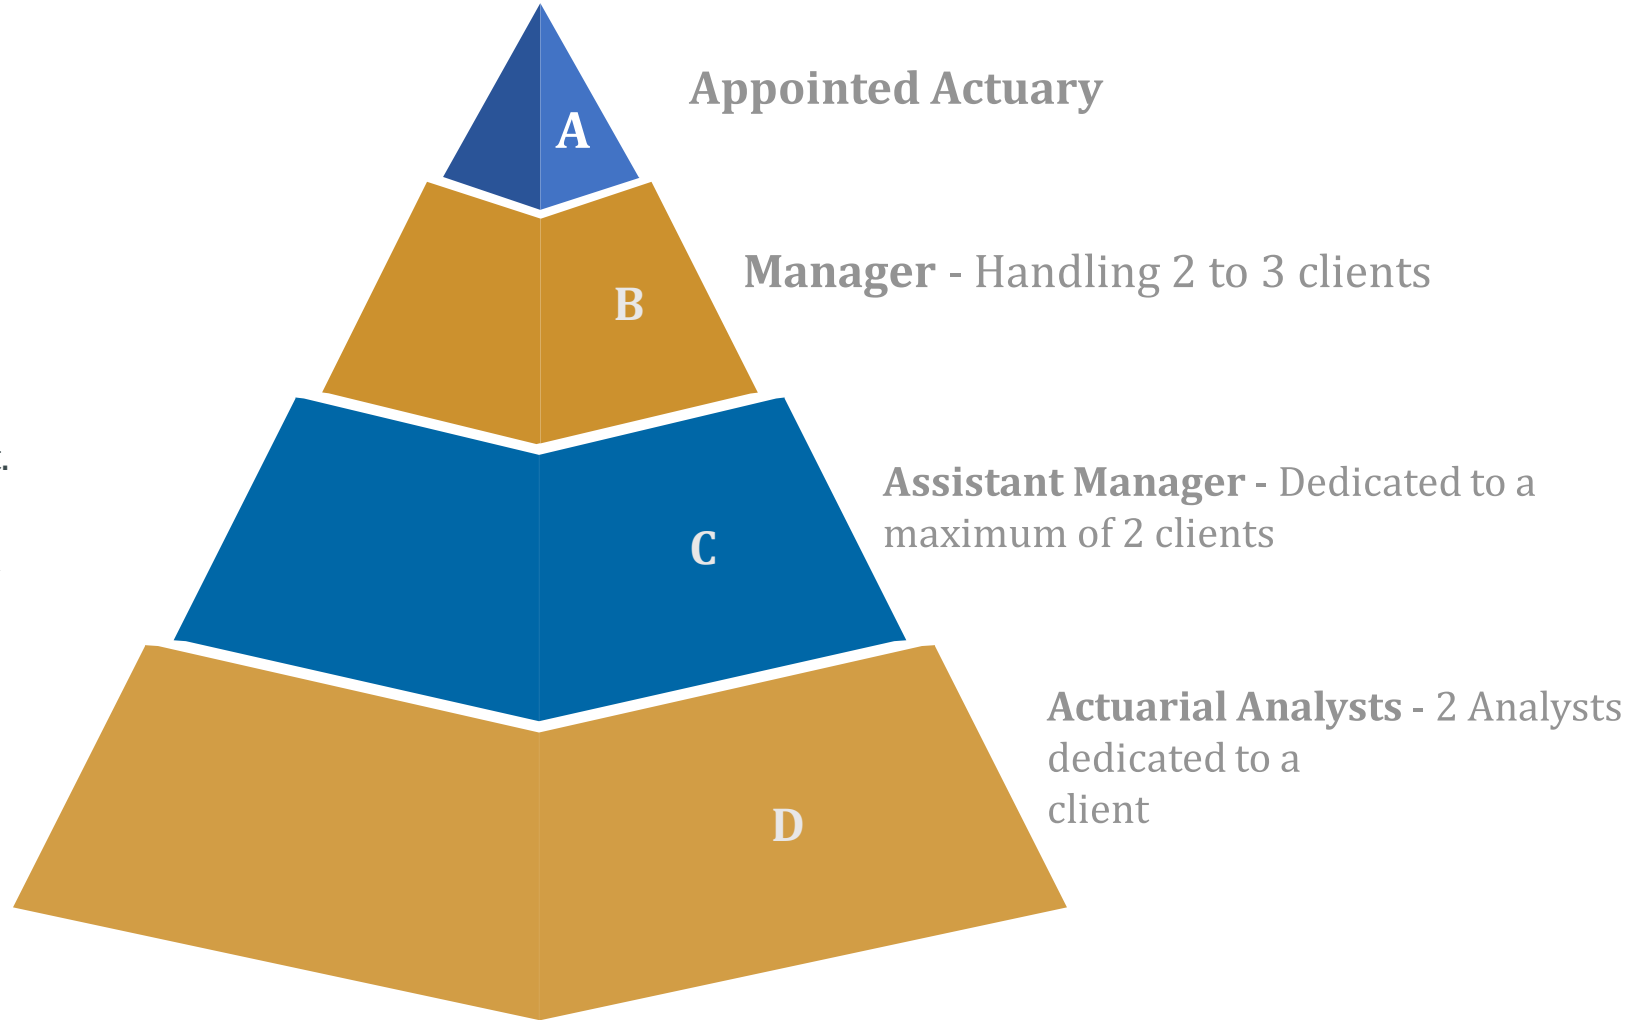 Appointed Actuary
A
Manager - Handling 2 to 3 clients
B
Assistant Manager - Dedicated to a
maximum of 2 clients
C
Actuarial Analysts - 2 Analysts
dedicated to a
client
D